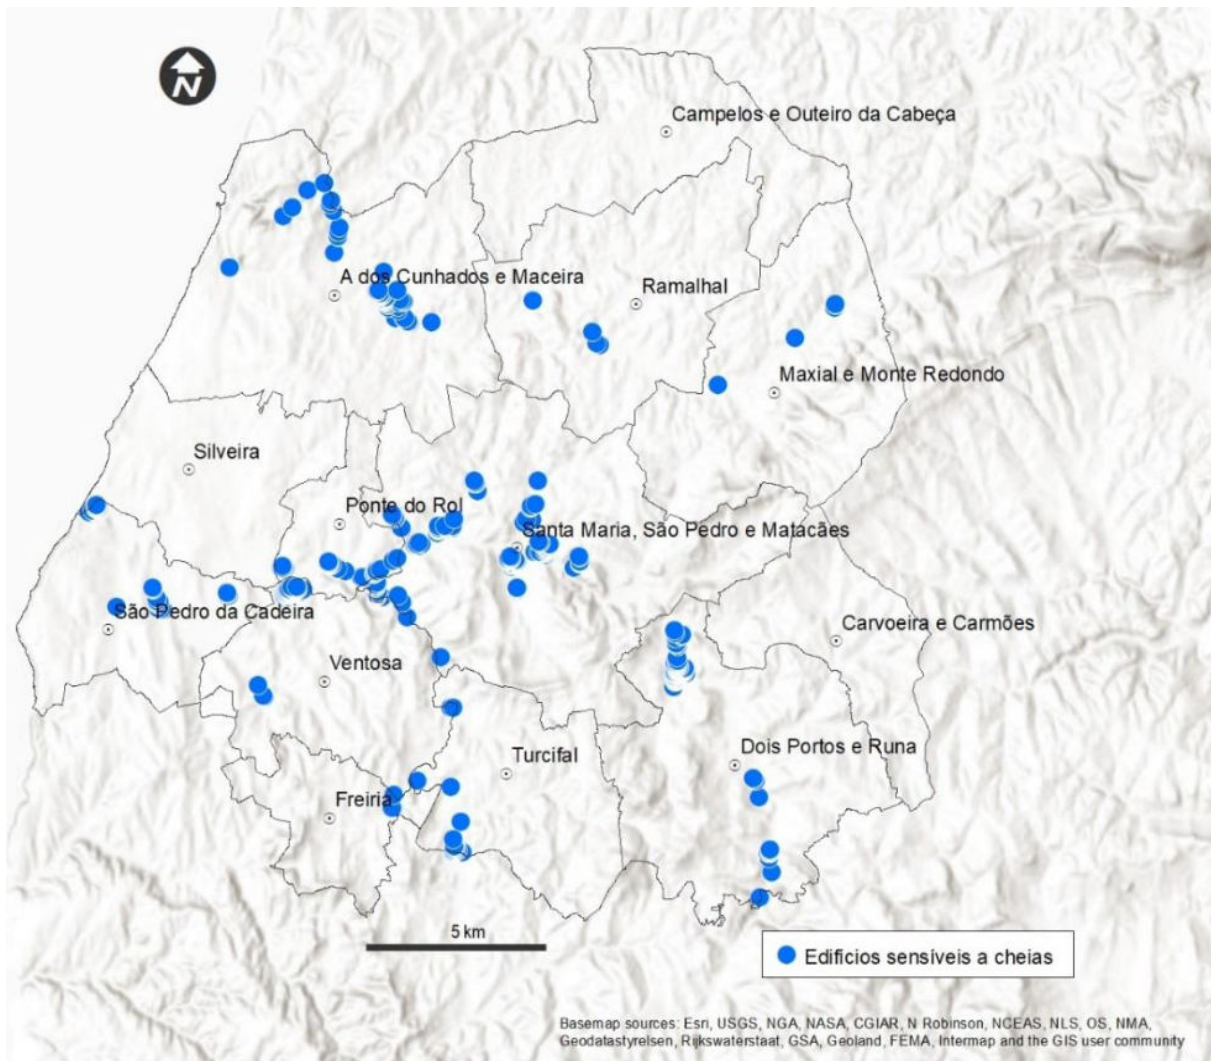 N
Campelos e Outeiro da Cabeça
A dos Cunhados e Maceira
Ramalhal
Maxial e Monte Redondo
Silveira
Ponte do Rol
Santa Maria, São Pedro e Matacães
São Pedro da Cadeira
Carvoeira e Carmões
Ventosa
Turcifal
Dois Portos e Runa
Freiria
5 km
Edificios sensíveis a cheias
Basemap sources: Esri, USGS, NGA, NASA, CGIAR, N Robinson, NCEAS, NLS, OS, NMA,
Geodatastyrelsen, Rijkswaterstaat, GSA, Geoland, FEMA, Intermap and the GIS user community